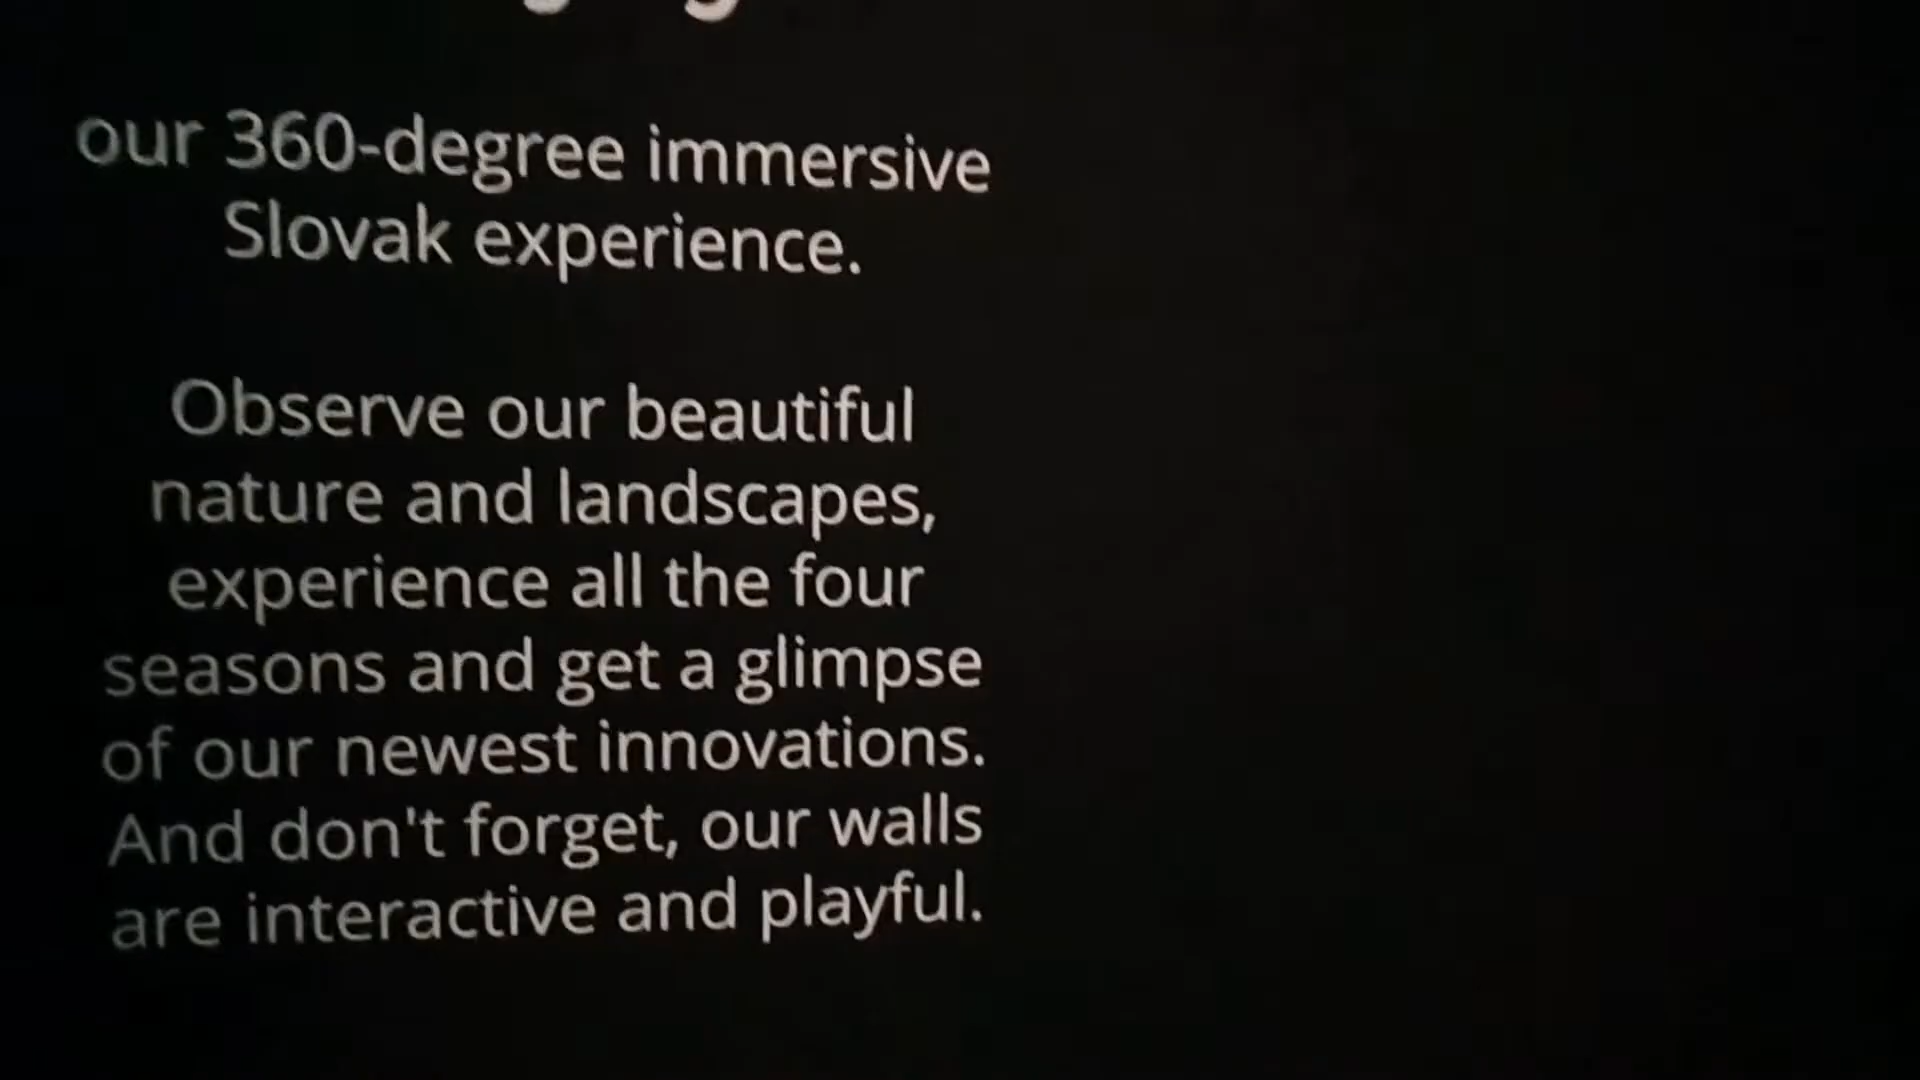 our 360-degree immersive
Slovak experience.
Observe our beautiful
nature and landscapes,
experience all the four
seasons and get a glimpse
of our newest innovations.
And don't forget, our walls
are interactive and playful.